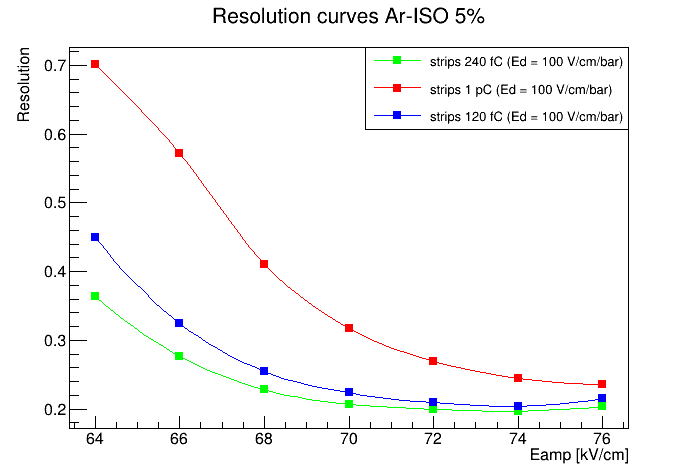 Resolution curves Ar-ISO 5%
Resolution
strips 240 fC (Ed = 100 V/cm/bar)
strips 1 pC (Ed = 100 V/cm/bar)
strips 120 fC (Ed = 100 V/cm/bar)
0.7
0.6
0.5
0.4
0.3
0.2
64 66 68 70 72 74 76
Eamp [kV/cm]